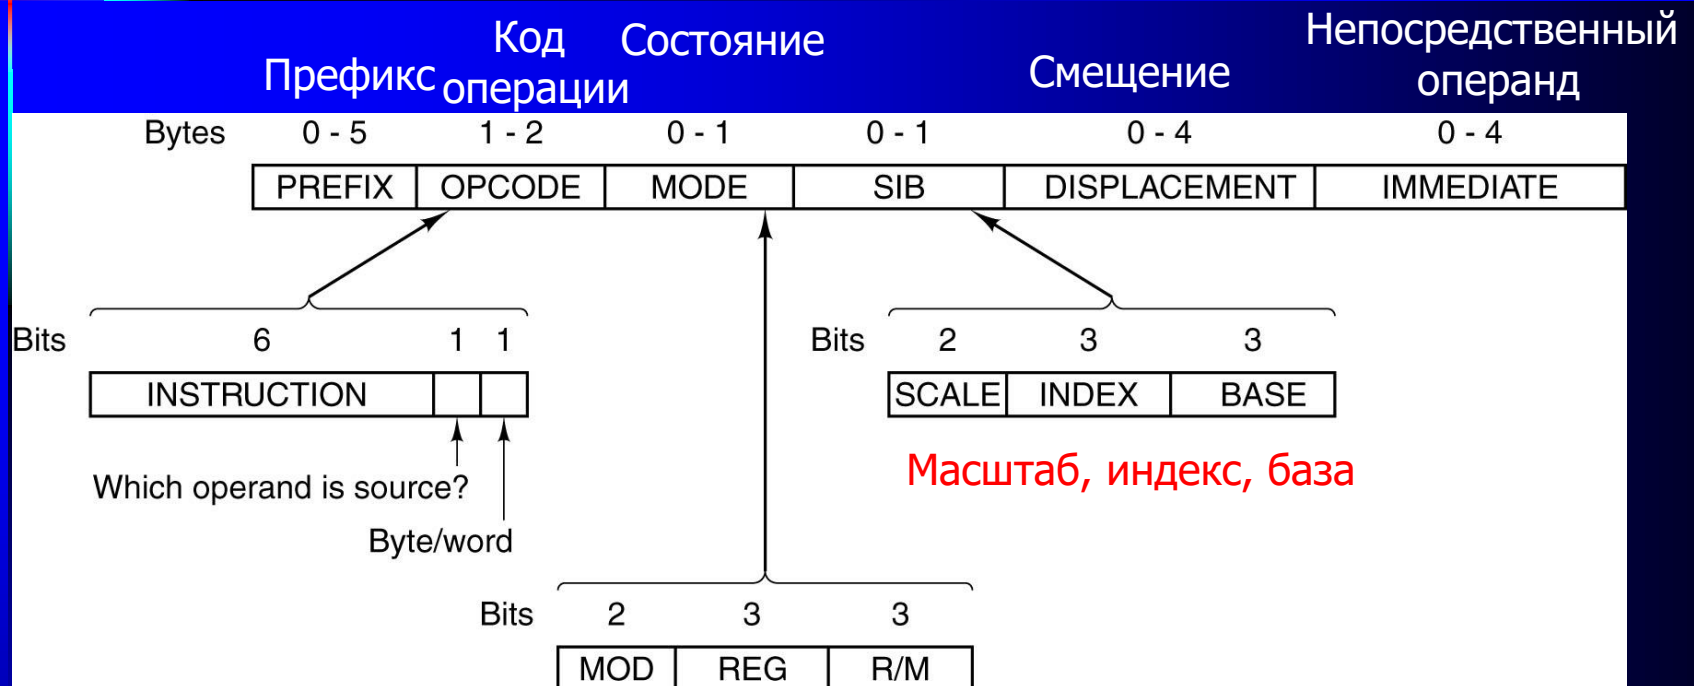 Префикс
Код
операции
Состояние
Смещение
Непосредственный
операнд
Bytes 0 - 5 1 - 2 0 - 1 0 - 1 0 - 4 0 - 4
PREFIX OPCODE MODE SIB DISPLACEMENT IMMEDIATE
Bits 6 1 1
INSTRUCTION
Which operand is source?
Byte/word
Bits 2 3 3
SCALE INDEX BASE
Масштаб, индекс, база
Bits 2 3 3
MOD REG R/M